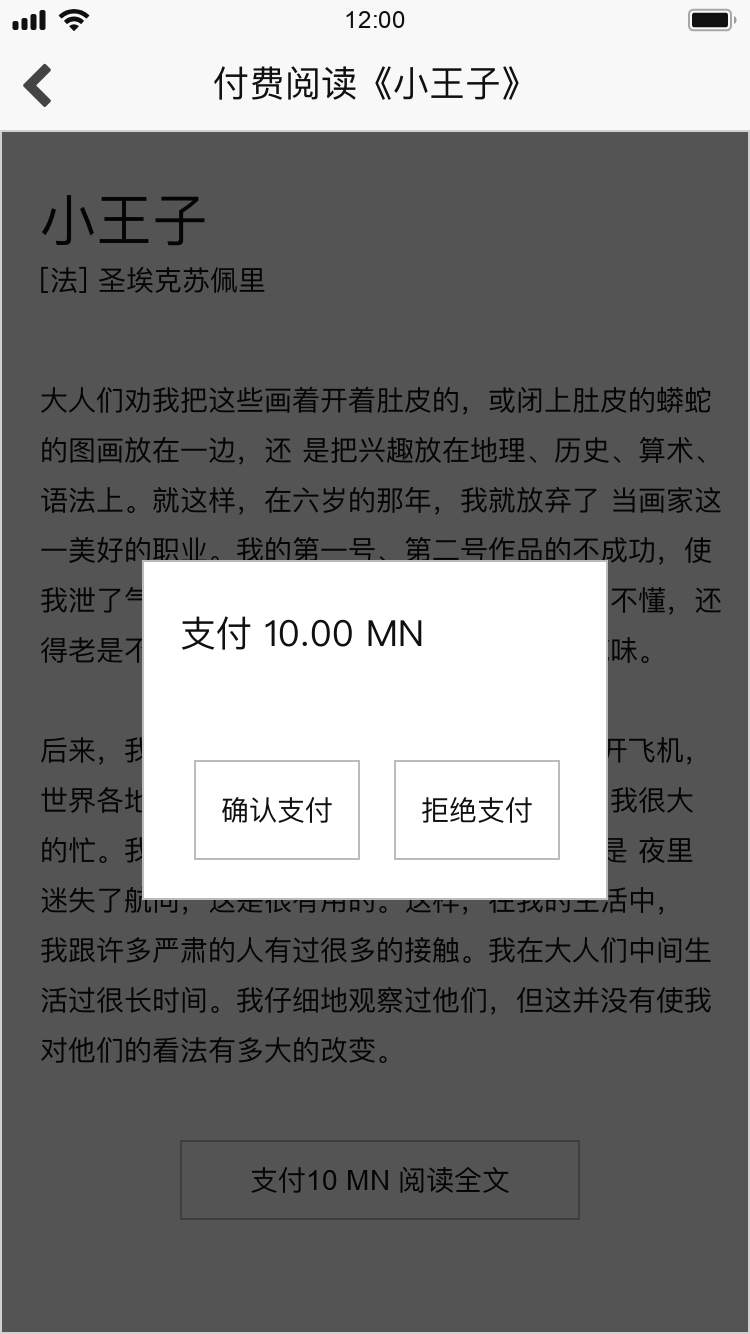 12:00
付费阅读《小王子》
小王子
[法] 圣埃克苏佩里
大人们劝我把这些画着开着肚皮的，或闭上肚皮的蟒蛇
的图画放在一边，还 是把兴趣放在地理、历史、算术、
语法上。就这样，在六岁的那年，我就放弃了 当画家这
一美好的职业。我的第一号、第二号作品的不成功，使
我泄了气 不懂，还
得老是不 味。
支付 10.00 MN
确认支付
拒绝支付
后来，我 开飞机，
世界各地 我很大
的忙。我 是 夜里
迷失了航向，这是很有用的。这样，在我的生活中，
我跟许多严肃的人有过很多的接触。我在大人们中间生
活过很长时间。我仔细地观察过他们，但这并没有使我
对他们的看法有多大的改变。
支付10 MN 阅读全文